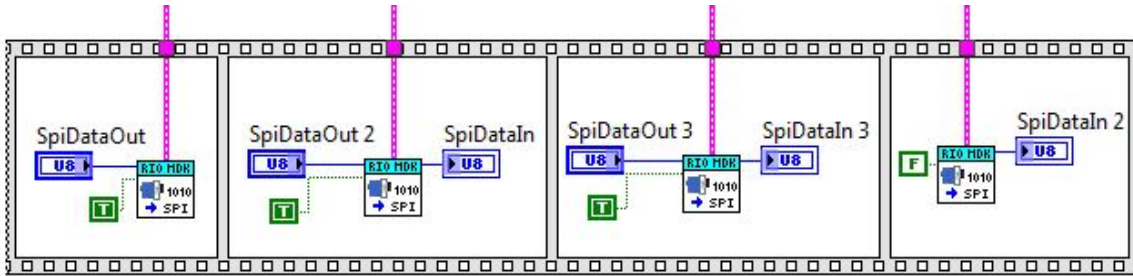 SpiDataOut
U8
RIO MDK
1010
SPI
T
SpiDataOut 2
U8
SpiDataIn
U8
RIO MDK
1010
SPI
T
SpiDataOut 3
U8
SpiDataIn 3
U8
RIO MDK
1010
SPI
T
SpiDataIn 2
U8
RIO MDK
F
1010
SPI